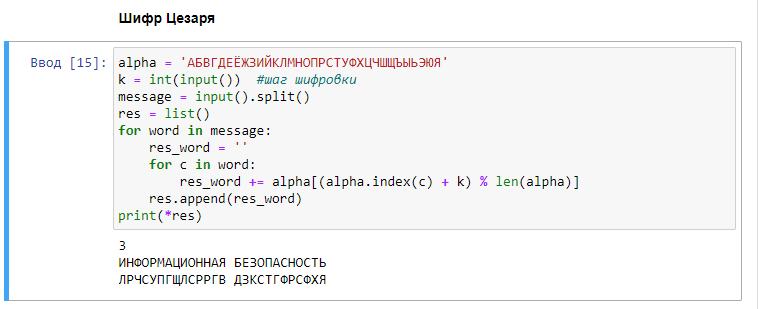 Шифр Цезаря
Ввод [15]:
alpha = 'АБВГДЕЁЖЗИЙКЛМНОПРСТУФХЦЧШЩЪЫЬЭЮЯ'
k = int(input())  #шаг шифровки
message = input().split()
res = list()
for word in message:
    res_word = ''
    for c in word:
        res_word += alpha[(alpha.index(c) + k) % len(alpha)]
    res.append(res_word)
print(*res)
3
ИНФОРМАЦИОННАЯ БЕЗОПАСНОСТЬ
ЛРЧСУПГЩЛСРРГВ ДЗКСТГФРСФХЯ